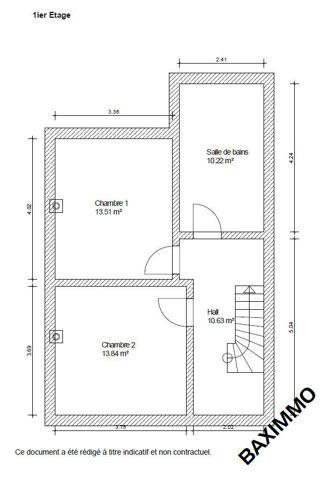 1ier Etage
2.41
3.38
Salle de bains
10.22 m²
4.24
Chambre 1
13.51 m²
4.02
Hall
10.63 m²
5.04
Chambre 2
13.84 m²
3.69
3.75
2.02
BAXIMMO
Ce document a été rédigé à titre indicatif et non contractuel.